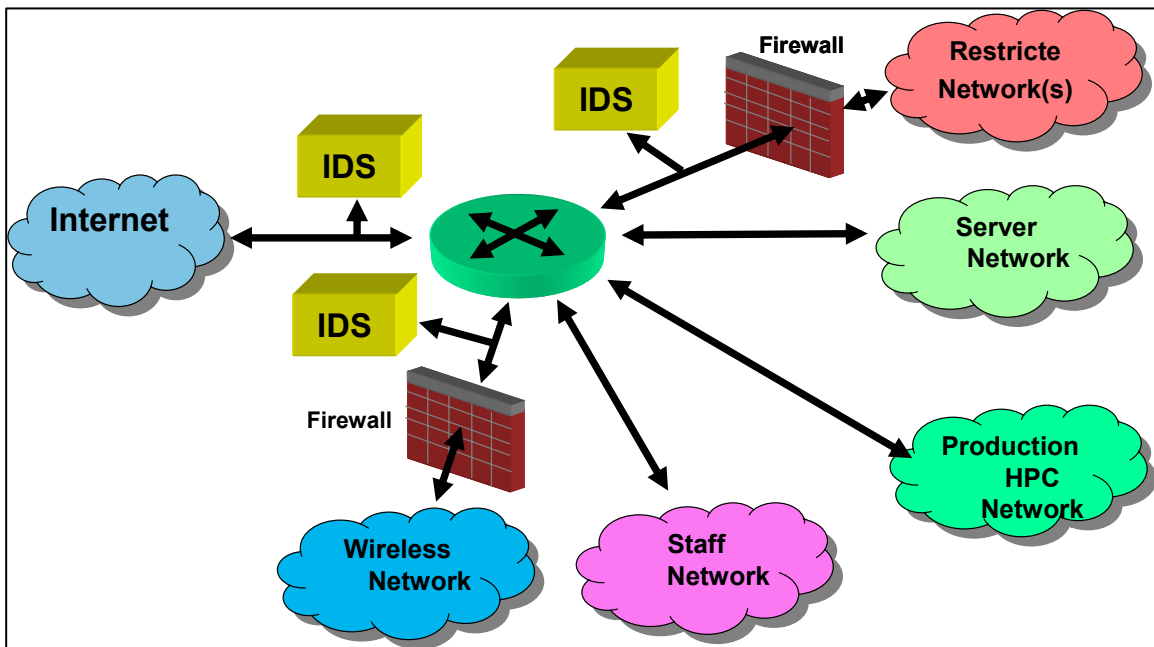 Firewall
Restricte
Network(s)
IDS
IDS
Internet
Server
Network
IDS
Firewall
Production
HPC
Network
Wireless
Network
Staff
Network